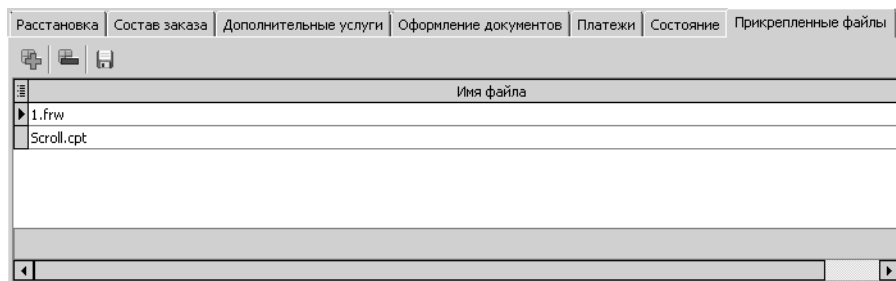 Расстановка Состав заказа Дополнительные услуги Оформление документов Платежи Состояние Прикрепленные файлы
Имя файла
1.frw
Scroll.cpt